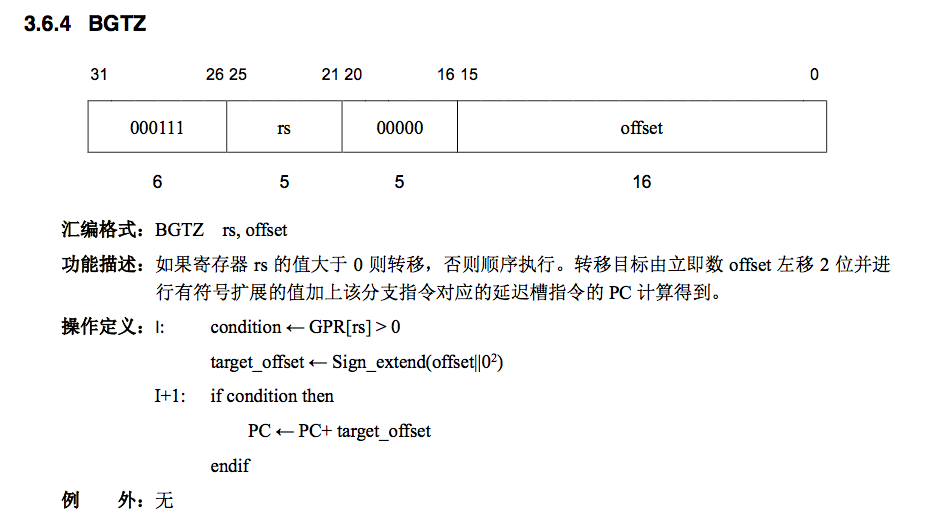 3.6.4 BGTZ
31 26 25 21 20 16 15 0
000111 rs 00000 offset
6 5 5 16
汇编格式：BGTZ rs, offset
功能描述：如果寄存器 rs 的值大于 0 则转移，否则顺序执行。转移目标由立即数 offset 左移 2 位并进
行有符号扩展的值加上该分支指令对应的延迟槽指令的 PC 计算得到。
操作定义：I: condition ← GPR[rs] > 0
target_offset ← Sign_extend(offset||0²)
I+1: if condition then
PC ← PC+ target_offset
endif
例 外：无